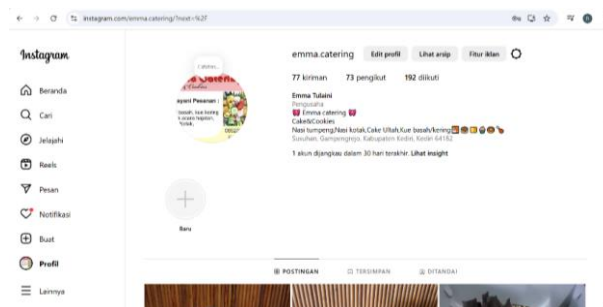 instagram.com/emma.catering/?next=%2F
Instagram
Beranda
Cari
Jelajahi
Reels
Pesan
Notifikasi
Buat
Profil
Lainnya
Catering...
emma.catering Edit profil Lihat arsip Fitur iklan
77 kiriman 73 pengikut 192 diikuti
Emma Tulaini
Pengusaha
Emma catering
Cake&Cookies
Nasi tumpeng,Nasi kotak,Cake Ultah,Kue basah/kering
Susuhan, Gampengrejo, Kabupaten Kediri, Kediri 64182
1 akun dijangkau dalam 30 hari terakhir. Lihat insight
Baru
POSTINGAN TERSIMPAN DITANDAI